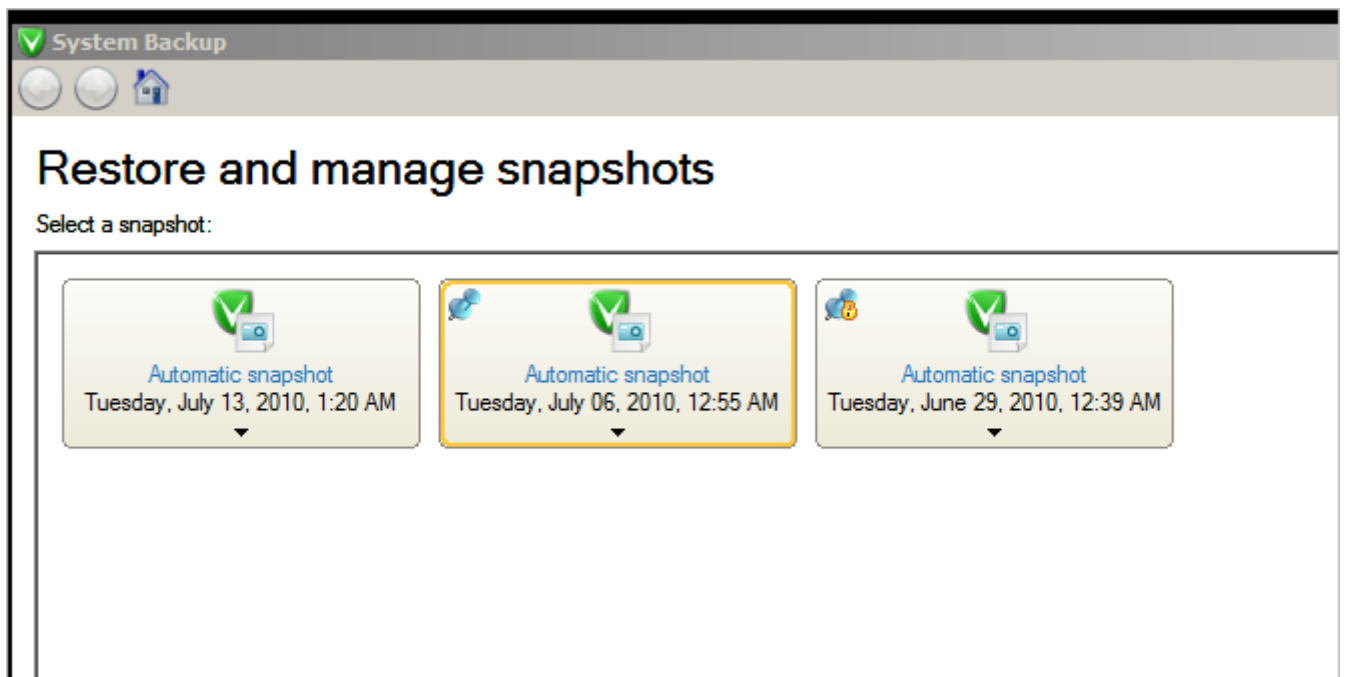 System Backup
Restore and manage snapshots
Select a snapshot:
Automatic snapshot
Tuesday, July 13, 2010, 1:20 AM
Automatic snapshot
Tuesday, July 06, 2010, 12:55 AM
Automatic snapshot
Tuesday, June 29, 2010, 12:39 AM